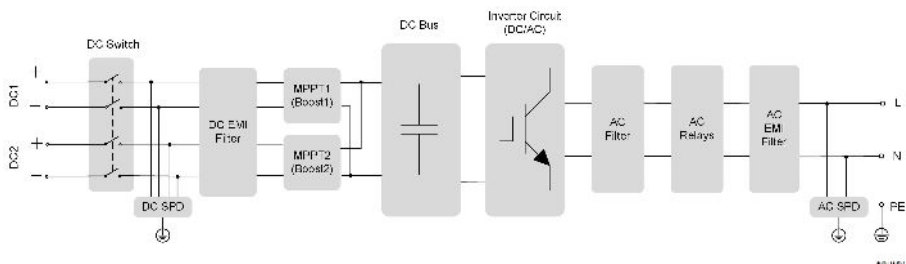 Inverter Circuit
(DC/AC)
DC Bus
DC Switch
DC1
DC2
+
−
DC EMI
Filter
MPPT1
(Boost1)
MPPT2
(Boost2)
AC
Filter
AC
Relays
AC
EMI
Filter
L
N
PE
DC SPD
AC SPD